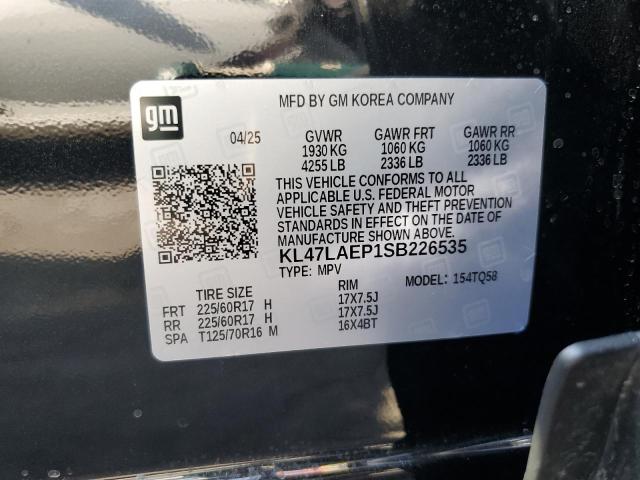 gm
MFD BY GM KOREA COMPANY
04/25 GVWR GAWR FRT GAWR RR
1930 KG 1060 KG 1060 KG
4255 LB 2336 LB 2336 LB
THIS VEHICLE CONFORMS TO ALL
APPLICABLE U.S. FEDERAL MOTOR
VEHICLE SAFETY AND THEFT PREVENTION
STANDARDS IN EFFECT ON THE DATE OF
MANUFACTURE SHOWN ABOVE.
KL47LAEP1SB226535
TYPE: MPV MODEL: 154TQ58
TIRE SIZE RIM
FRT 225/60R17 H 17X7.5J
RR 225/60R17 H 17X7.5J
SPA T125/70R16 M 16X4BT